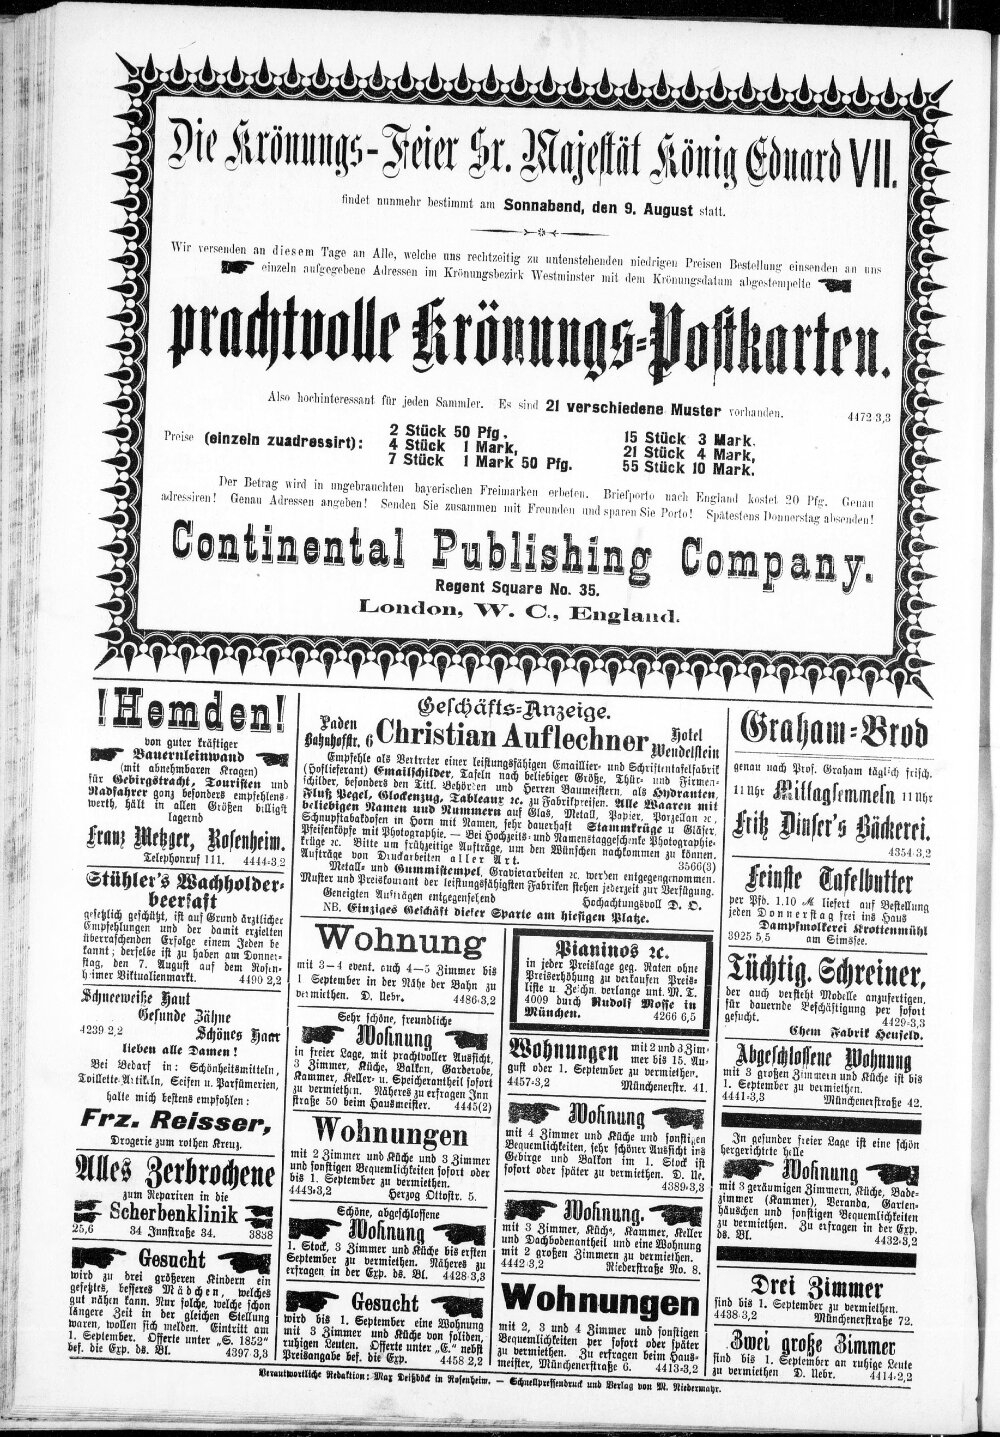 Die Krönungs-Feier Sr. Majestät König Eduard VII.
findet nunmehr bestimmt am Sonnabend, den 9. August statt.
Wir versenden an diesem Tage an Alle, welche uns rechtzeitig zu untenstehenden niedrigen Preisen Bestellung einsenden an uns
einzeln aufgegebene Adressen im Krönungsbezirk Westminster mit dem Krönungsdatum abgestempelte
prachtvolle Krönungs-Postkarten.
Also hochinteressant für jeden Sammler. Es sind 21 verschiedene Muster vorhanden. 4472 3,3
Preise (einzeln zuadressirt):
2 Stück 50 Pfg.
4 Stück 1 Mark,
7 Stück 1 Mark 50 Pfg.
15 Stück 3 Mark.
21 Stück 4 Mark,
55 Stück 10 Mark.
Der Betrag wird in ungebrauchten bayerischen Freimarken erbeten. Briefporto nach England kostet 20 Pfg. Genau
adressiren! Genau Adressen angeben! Senden Sie zusammen mit Freunden und sparen Sie Porto! Spätestens Donnerstag absenden!
Continental Publishing Company.
Regent Square No. 35.
London, W. C., England.
!Hemden!
von guter kräftiger
Bauernleinwand
(mit abnehmbaren Kragen)
für Gebirgstracht, Touristen und
Radfahrer ganz besonders empfehlens-
werth, hält in allen Größen billigst
lagernd
Franz Metzger, Rosenheim.
Telephonruf 111. 4444-3,2
Stühler's Wachholder-
beersaft
gesetzlich geschützt, ist auf Grund ärztlicher
Empfehlungen und der damit erzielten
überraschenden Erfolge einem Jeden be
kannt; derselbe ist zu haben am Donner-
stag, den 7. August auf dem Rosen-
heimer Viktualienmarkt. 4490 2,2
Schneeweiße Haut
Gesunde Zähne
4239 2,2 Schönes Haar
lieben alle Damen!
Bei Bedarf in: Schönheitsmitteln,
Toilette-Artikeln, Seifen u. Parfümerien,
halte mich bestens empfohlen:
Frz. Reisser,
Drogerie zum rothen Kreuz.
Alles Zerbrochene
zum Repariren in die
Scherbenklinik
25,6 34 Innstraße 34. 3838
Gesucht
wird zu drei größeren Kindern ein
gesetztes, besseres Mädchen, welches
gut nähen kann. Nur solche, welche schon
längere Zeit in der gleichen Stellung
waren, wollen sich melden. Eintritt am
1. September. Offerte unter „S. 1852“
bef. die Exp. ds. Bl. 4397 3,3
Geschäfts-Anzeige.
Laden
Bahnhofstr. 6
Christian Auflechner
Hotel
Wendelstein
Empfehle als Vertreter einer leistungsfähigen Emaillier- und Schriftentafelfabrik
(Hoflieferant) Emailschilder, Tafeln nach beliebiger Größe, Thür- und Firmen-
schilder, besonders den Titl. Behörden und Herren Baumeistern, als Hydranten,
Fluß Pegel, Glockenzug, Tableaux ꝛc. zu Fabrikpreisen. Alle Waaren mit
beliebigen Namen und Nummern auf Glas, Metall, Papier, Porzellan ꝛc,
Schnupftabakdosen in Horn mit Namen, sehr dauerhaft Stammkrüge u Gläser.
Pfeifenköpfe mit Photographie. — Bei Hochzeits- und Namenstaggeschenke Photographie-
krüge ꝛc. Bitte um frühzeitige Aufträge, um den Wünschen nachkommen zu können.
Aufträge von Druckarbeiten aller Art. 3566(3)
Metall- und Gummistempel, Gravierarbeiten ꝛc. werden entgegengenommen.
Muster und Preiskourant der leistungsfähigsten Fabriken stehen jederzeit zur Verfügung.
Geneigten Aufträgen entgegensehend Hochachtungsvoll D. O.
NB. Einziges Geschäft dieser Sparte am hiesigen Platze.
Wohnung
mit 3—4 event. auch 4—5 Zimmer bis
1 September in der Nähe der Bahn zu
vermiethen. D. Uebr. 4486-3,2
Sehr schöne, freundliche
Wohnung
in freier Lage, mit prachtvoller Aussicht,
3 Zimmer, Küche, Balken, Garderobe,
Kammer, Keller- u. Speicherantheil sofort
zu vermiethen. Näheres zu erfragen Inn
straße 50 beim Hausmeister. 4445(2)
Wohnungen
mit 2 Zimmer und Küche und 3 Zimmer
und sonstigen Bequemlichkeiten sofort oder
bis 1. September zu vermiethen.
4443-3,2 Herzog Ottostr. 5.
Schöne, abgeschlossene
Wohnung
1. Stock, 3 Zimmer und Küche bis ersten
September zu vermiethen. Näheres zu
erfragen in der Exp. ds. Bl. 4428-3,3
Gesucht
wird bis 1. September eine Wohnung
mit 3 Zimmer und Küche von soliden,
ruhigen Leuten. Offerte unter „E.“ nebst
Preisangabe bef. die Exp. 4458 2,2
Pianinos ꝛc.
in jeder Preislage geg. Raten ohne
Preiserhöhung zu verkaufen Preis-
liste u. Zeichn. verlange unt. M. T.
4009 durch Rudolf Mosse in
München. 4266 6,5
Wohnungen mit 2 und 3 Zim-
mer bis 15. Au-
gust oder 1. September zu vermiethen.
4457-3,2 Münchenerstr. 41.
Wohnung
mit 4 Zimmer und Küche und sonstigen
Bequemlichkeiten, sehr schöner Aussicht ins
Gebirge und Balkon im 1. Stock ist
sofort oder später zu vermiethen. D. Ue.
4389-3,3
Wohnung.
mit 3 Zimmer, Küche, Kammer, Keller
und Dachbodenantheil und eine Wohnung
mit 2 großen Zimmern zu vermiethen.
4442-3,2 Riederstraße No. 8.
Wohnungen
mit 2, 3 und 4 Zimmer und sonstigen
Bequemlichkeiten per sofort oder später
zu vermiethen. Zu erfragen beim Haus-
meister, Münchenerstraße 6. 4413-3,2
Graham-Brod
genau nach Prof. Graham täglich frisch.
11 Uhr Mittagsemmeln 11 Uhr
Fritz Dinser's Bäckerei.
4354 3,2
Feinste Tafelbutter
per Pfd. 1.10 M liefert auf Bestellung
jeden Donnerstag frei ins Haus
Dampfmolkerei Krottenmühl
3925 5,5 am Simssee.
Tüchtig. Schreiner,
der auch versteht Modelle anzufertigen,
für dauernde Beschäftigung per sofort
gesucht. 4429-3,3
Chem Fabrik Heufeld.
Abgeschlossene Wohnung
mit 3 großen Zimmern und Küche ist bis
1. September zu vermiethen.
4441-3,3 Münchenerstraße 42.
In gesunder freier Lage ist eine schön
hergerichtete helle
Wohnung
mit 3 geräumigen Zimmern, Küche, Bade-
zimmer (Kammer), Veranda, Garten-
häuschen und sonstigen Bequemlichkeiten
zu vermiethen. Zu erfragen in der Exp.
ds. Bl. 4432-3,2
Drei Zimmer
sind bis 1. September zu vermiethen.
4438-3,2 Münchenerstraße 72.
Zwei große Zimmer
sind bis 1. September an ruhige Leute
zu vermiethen D. Uebr. 4414-2,2
Verantwortliche Redaktion: Max Deißböck in Rosenheim. — Schnellpressendruck und Verlag von M. Niedermayr.